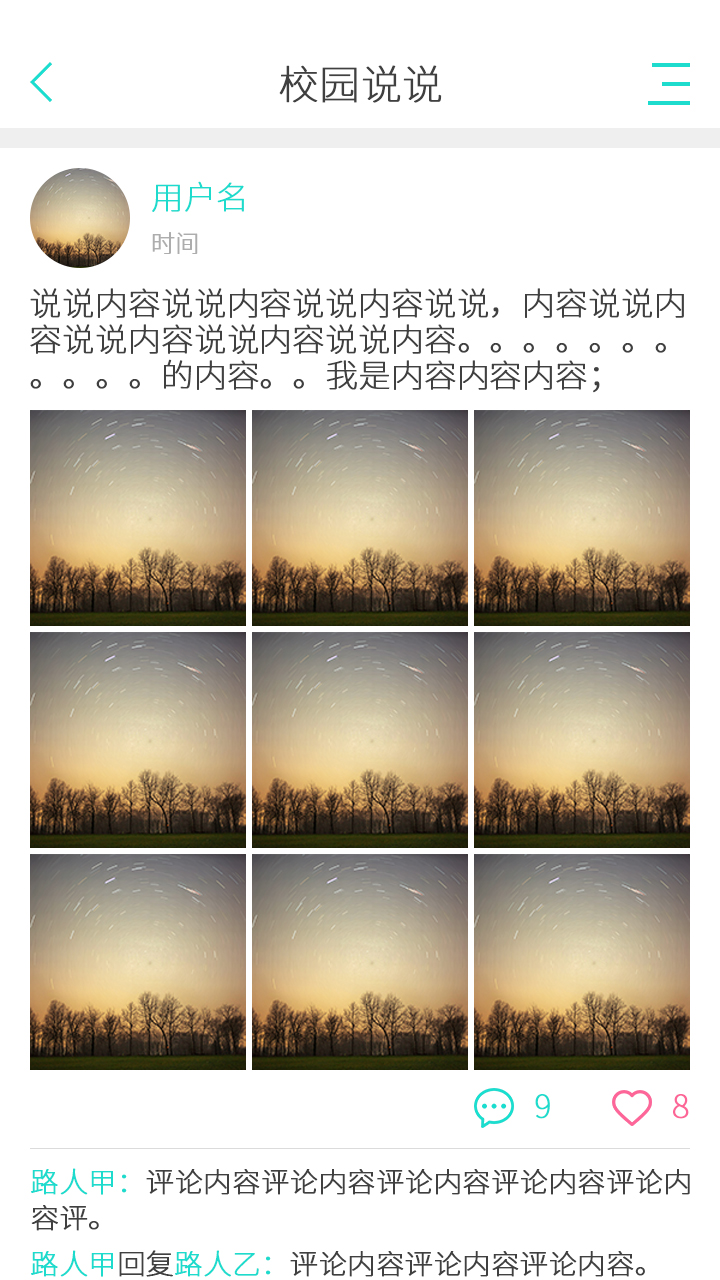 校园说说
用户名
时间
说说内容说说内容说说内容说说，内容说说内
容说说内容说说内容说说内容。。。。。。。
。。。。的内容。。我是内容内容内容；
9
8
路人甲：评论内容评论内容评论内容评论内容评论内
容评。
路人甲回复路人乙：评论内容评论内容评论内容。